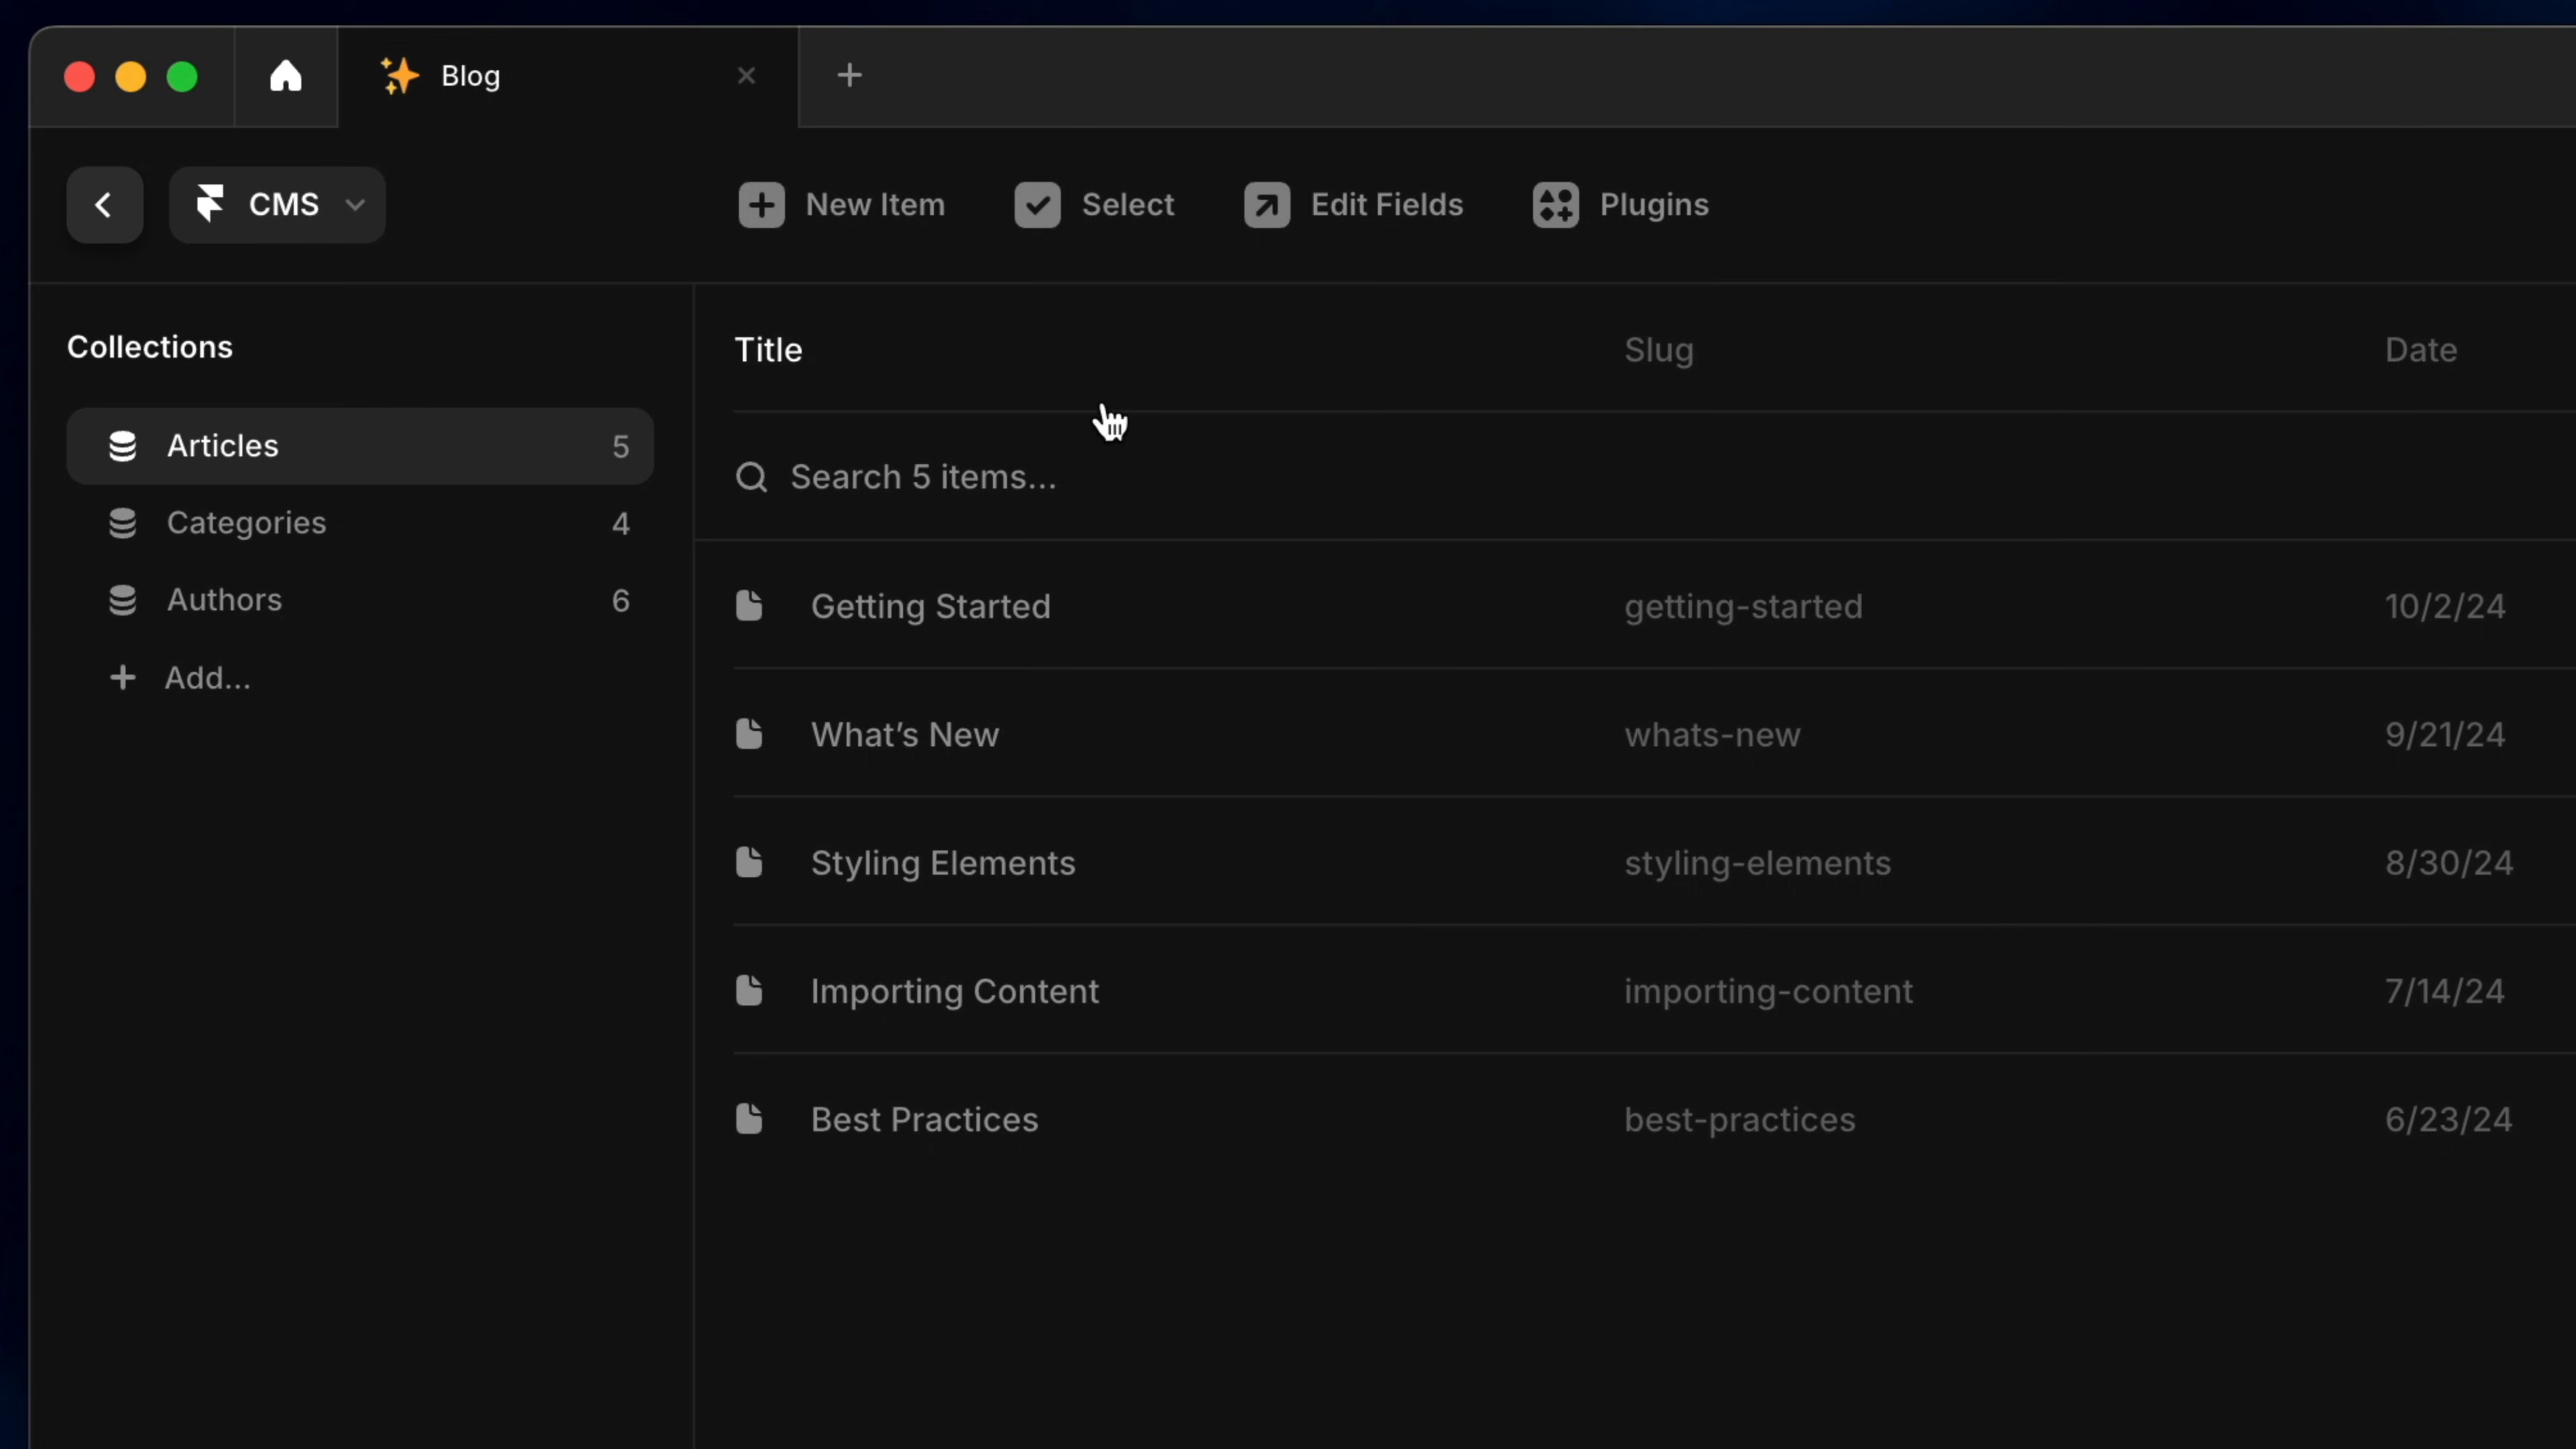 Blog
CMS
New Item
Select
Edit Fields
Plugins
Collections
Articles 5
Categories 4
Authors 6
Add...
Title Slug Date
Search 5 items...
Getting Started getting-started 10/2/24
What’s New whats-new 9/21/24
Styling Elements styling-elements 8/30/24
Importing Content importing-content 7/14/24
Best Practices best-practices 6/23/24